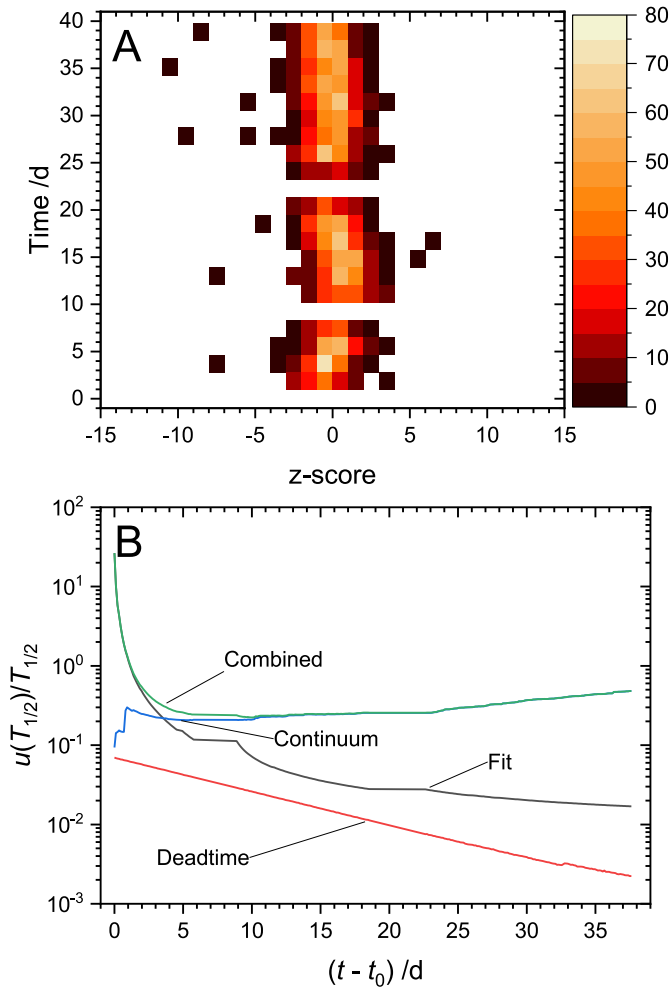 A
Time /d
40
35
30
25
20
15
10
5
0
-15 -10 -5 0 5 10 15
z-score
80
70
60
50
40
30
20
10
0
B
u(T1/2)/T1/2
10^2
10^1
10^0
10^-1
10^-2
10^-3
Combined
Continuum
Fit
Deadtime
0 5 10 15 20 25 30 35
(t - t0) /d